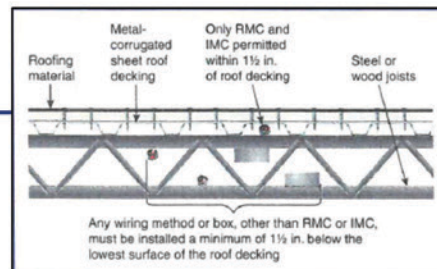 Roofing
material
Metal-
corrugated
sheet roof
decking
Only RMC and
IMC permitted
within 1½ in.
of roof decking
Steel or
wood joists
Any wiring method or box, other than RMC or IMC,
must be installed a minimum of 1½ in. below the
lowest surface of the roof decking